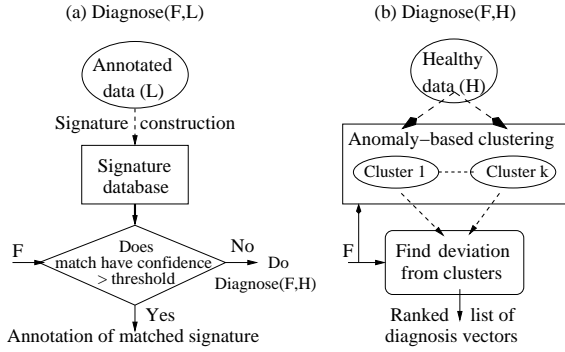 (a) Diagnose(F,L)
Annotated
data (L)
Signature construction
Signature
database
F
Does
match have confidence
> threshold
No
Do
Diagnose(F,H)
Yes
Annotation of matched signature
(b) Diagnose(F,H)
Healthy
data (H)
Anomaly-based clustering
Cluster 1
Cluster k
F
Find deviation
from clusters
Ranked list of
diagnosis vectors